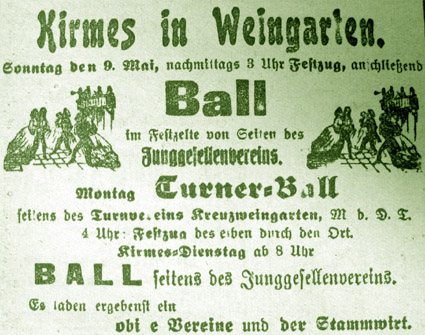 Kirmes in Weingarten.
Sonntag den 9. Mai, nachmittags 3 Uhr Festzug, anschließend
Ball
im Festzelte von Seiten des
Junggesellenvereins.
Montag Turner-Ball
seitens des Kreuzweingarten, M. d. D. T.
4 Uhr: Festzug durch den Ort.
Kirmes-Dienstag ab 8 Uhr
BALL seitens des Junggesellenvereins.
Es laden ergebenst ein
Vereine und der Stammwirt.